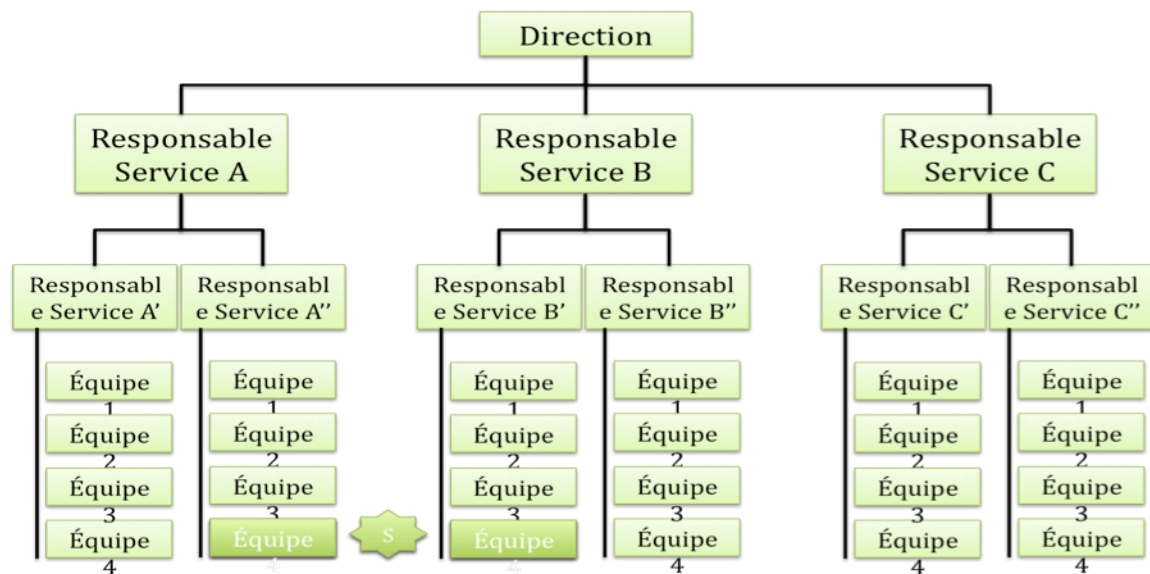 Direction
Responsable
Service A
Responsable
Service B
Responsable
Service C
Responsabl
e Service A’
Responsabl
e Service A’’
Responsabl
e Service B’
Responsabl
e Service B’’
Responsabl
e Service C’
Responsabl
e Service C’’
Équipe
1
Équipe
2
Équipe
3
Équipe
4
Équipe
1
Équipe
2
Équipe
3
Équipe
4
S
Équipe
1
Équipe
2
Équipe
3
Équipe
4
Équipe
1
Équipe
2
Équipe
3
Équipe
4
Équipe
1
Équipe
2
Équipe
3
Équipe
4
Équipe
1
Équipe
2
Équipe
3
Équipe
4